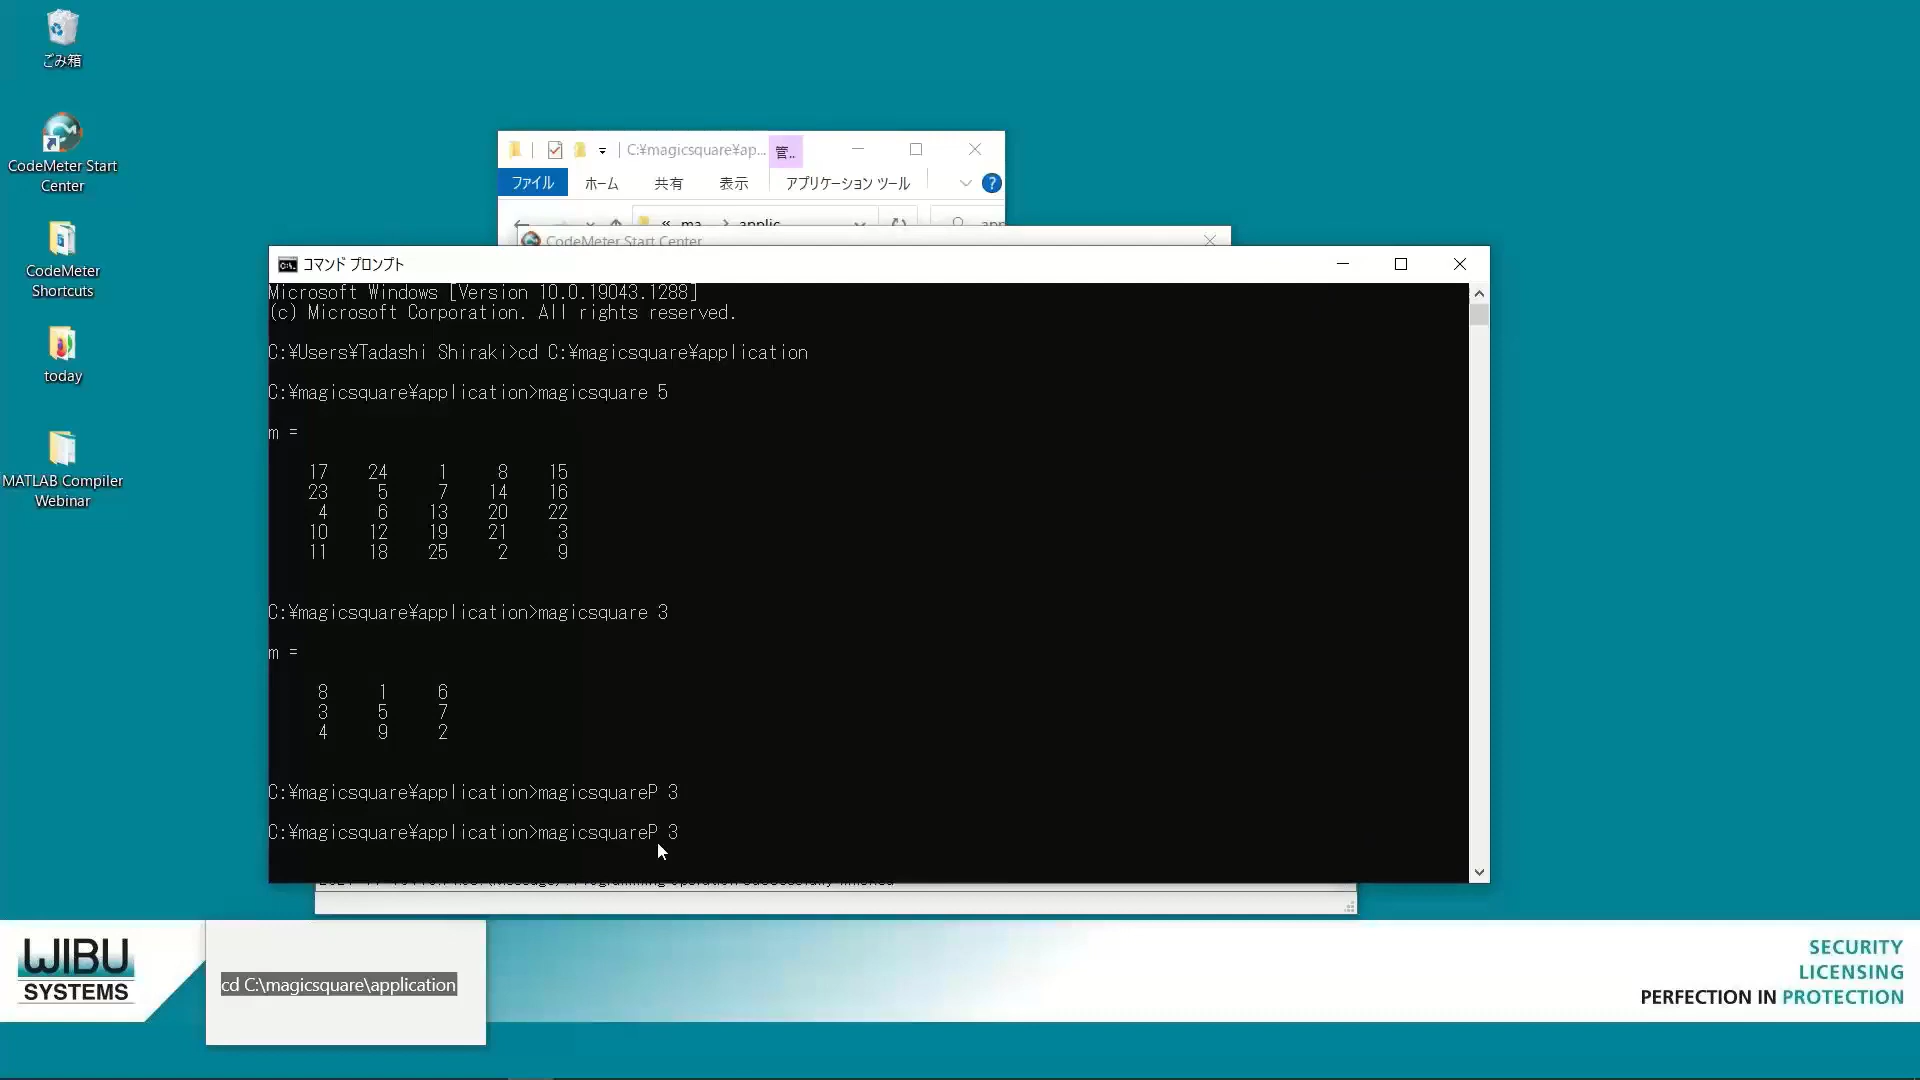 ごみ箱
CodeMeter Start
Center
CodeMeter
Shortcuts
today
MATLAB Compiler
Webinar
C:¥magicsquare¥ap...
管..
ファイル
ホーム
共有
表示
アプリケーション ツール
?
« ma... > applic...
app
CodeMeter Start Center
コマンド プロンプト
Microsoft Windows [Version 10.0.19043.1288]
(c) Microsoft Corporation. All rights reserved.
C:¥Users¥Tadashi Shiraki>cd C:¥magicsquare¥application
C:¥magicsquare¥application>magicsquare 5
m =
17 24 1 8 15
23 5 7 14 16
4 6 13 20 22
10 12 19 21 3
11 18 25 2 9
C:¥magicsquare¥application>magicsquare 3
m =
8 1 6
3 5 7
4 9 2
C:¥magicsquare¥application>magicsquareP 3
C:¥magicsquare¥application>magicsquareP 3
WIBU
SYSTEMS
cd C:\magicsquare\application
SECURITY
LICENSING
PERFECTION IN PROTECTION